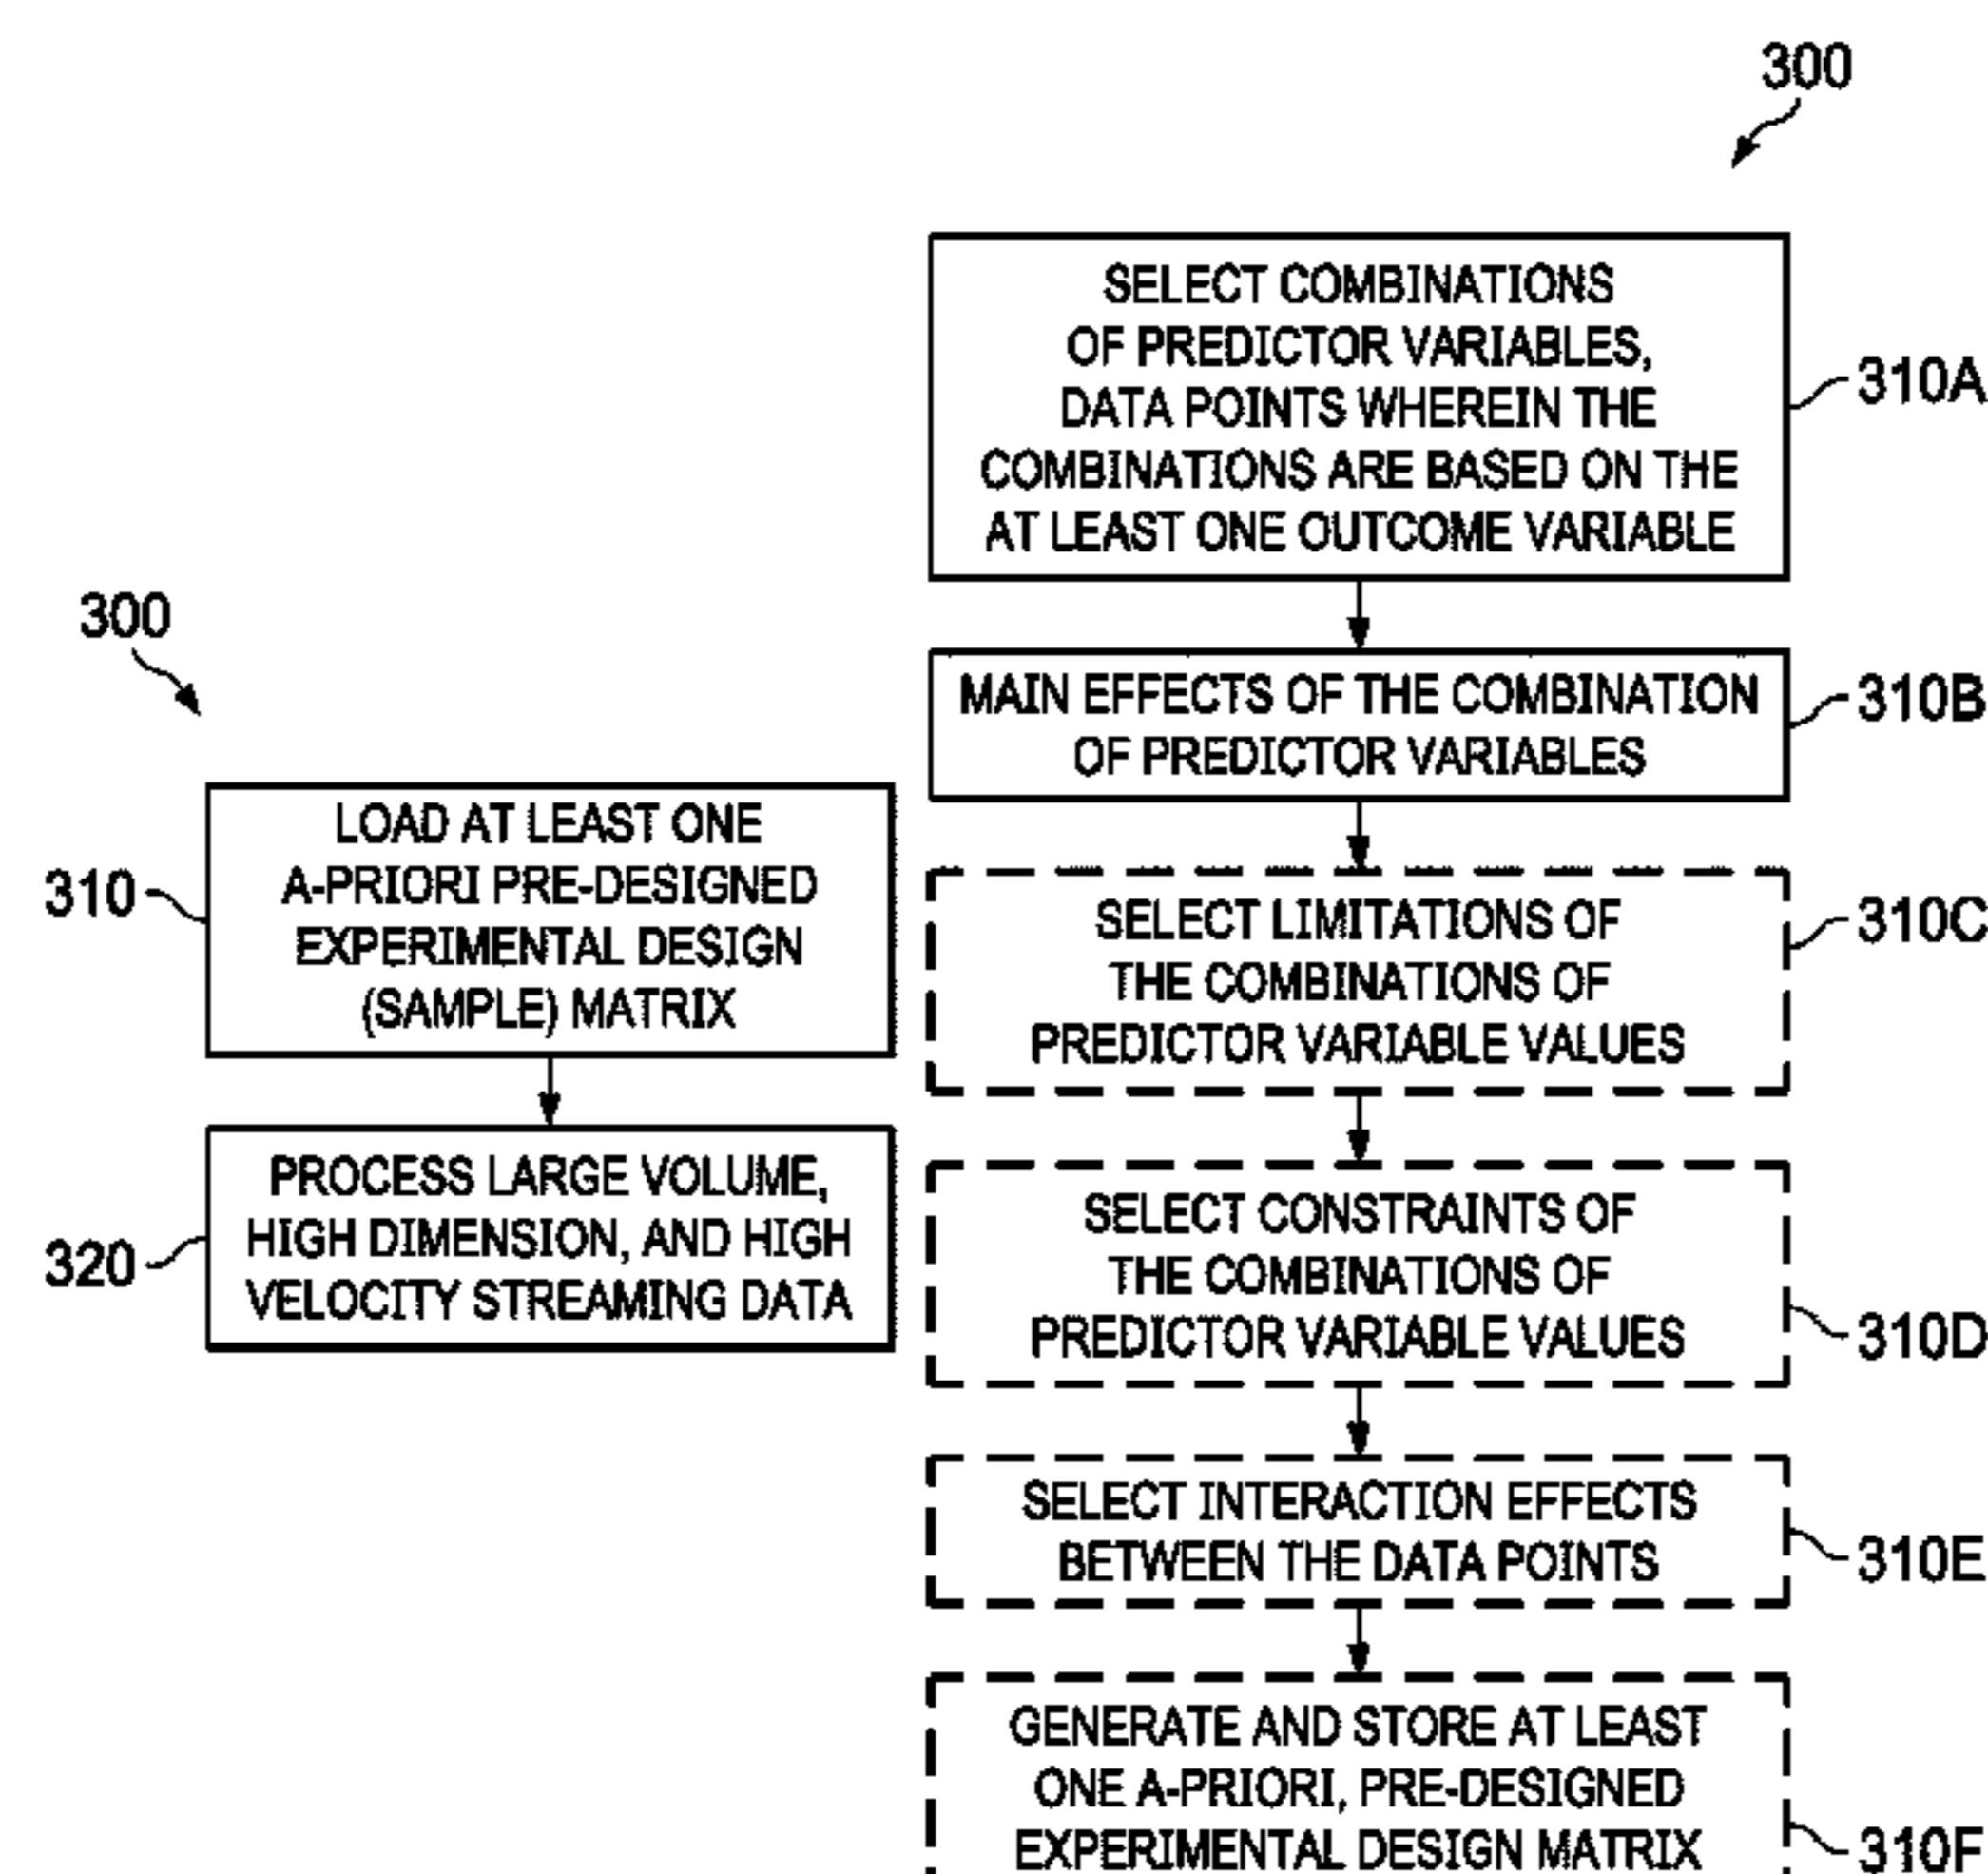 300
LOAD AT LEAST ONE
A-PRIORI PRE-DESIGNED
EXPERIMENTAL DESIGN
(SAMPLE) MATRIX
310
PROCESS LARGE VOLUME,
HIGH DIMENSION, AND HIGH
VELOCITY STREAMING DATA
320
300
SELECT COMBINATIONS
OF PREDICTOR VARIABLES,
DATA POINTS WHEREIN THE
COMBINATIONS ARE BASED ON THE
AT LEAST ONE OUTCOME VARIABLE
310A
MAIN EFFECTS OF THE COMBINATION
OF PREDICTOR VARIABLES
310B
SELECT LIMITATIONS OF
THE COMBINATIONS OF
PREDICTOR VARIABLE VALUES
310C
SELECT CONSTRAINTS OF
THE COMBINATIONS OF
PREDICTOR VARIABLE VALUES
310D
SELECT INTERACTION EFFECTS
BETWEEN THE DATA POINTS
310E
GENERATE AND STORE AT LEAST
ONE A-PRIORI, PRE-DESIGNED
EXPERIMENTAL DESIGN MATRIX
310F